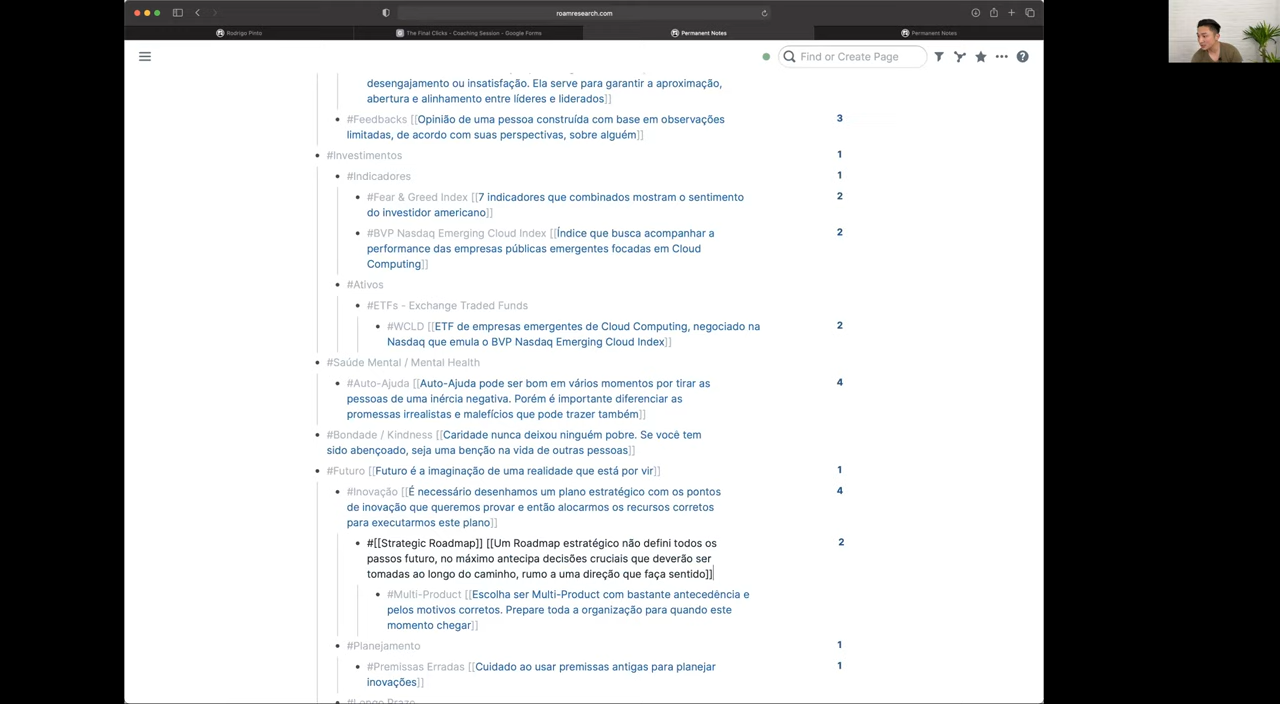 roamresearch.com
Rodrigo Pinto
The Final Clicks - Coaching Session - Google Forms
Permanent Notes
Permanent Notes
Find or Create Page
desengajamento ou insatisfação. Ela serve para garantir a aproximação,
abertura e alinhamento entre líderes e liderados]]
#Feedbacks [[Opinião de uma pessoa construída com base em observações 3
limitadas, de acordo com suas perspectivas, sobre alguém]]
#Investimentos 1
#Indicadores 1
#Fear & Greed Index [[7 indicadores que combinados mostram o sentimento 2
do investidor americano]]
#BVP Nasdaq Emerging Cloud Index [[Índice que busca acompanhar a 2
performance das empresas públicas emergentes focadas em Cloud
Computing]]
#Ativos
#ETFs - Exchange Traded Funds
#WCLD [[ETF de empresas emergentes de Cloud Computing, negociado na 2
Nasdaq que emula o BVP Nasdaq Emerging Cloud Index]]
#Saúde Mental / Mental Health
#Auto-Ajuda [[Auto-Ajuda pode ser bom em vários momentos por tirar as 4
pessoas de uma inércia negativa. Porém é importante diferenciar as
promessas irrealistas e malefícios que pode trazer também]]
#Bondade / Kindness [[Caridade nunca deixou ninguém pobre. Se você tem
sido abençoado, seja uma benção na vida de outras pessoas]]
#Futuro [[Futuro é a imaginação de uma realidade que está por vir]] 1
#Inovação [[É necessário desenhamos um plano estratégico com os pontos 4
de inovação que queremos provar e então alocarmos os recursos corretos
para executarmos este plano]]
#[[Strategic Roadmap]] [[Um Roadmap estratégico não defini todos os 2
passos futuro, no máximo antecipa decisões cruciais que deverão ser
tomadas ao longo do caminho, rumo a uma direção que faça sentido]]
#Multi-Product [[Escolha ser Multi-Product com bastante antecedência e
pelos motivos corretos. Prepare toda a organização para quando este
momento chegar]]
#Planejamento 1
#Premissas Erradas [[Cuidado ao usar premissas antigas para planejar 1
inovações]]
#Longo Prazo